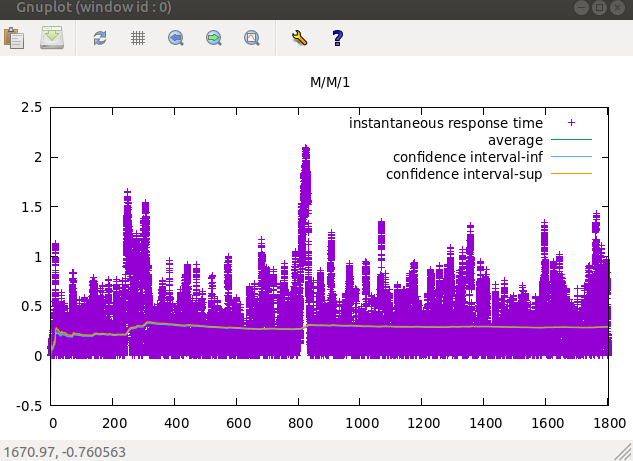 Gnuplot (window id : 0)
?
M/M/1
instantaneous response time
average
confidence interval-inf
confidence interval-sup
2.5
2
1.5
1
0.5
0
-0.5
0 200 400 600 800 1000 1200 1400 1600 1800
1670.97, -0.760563